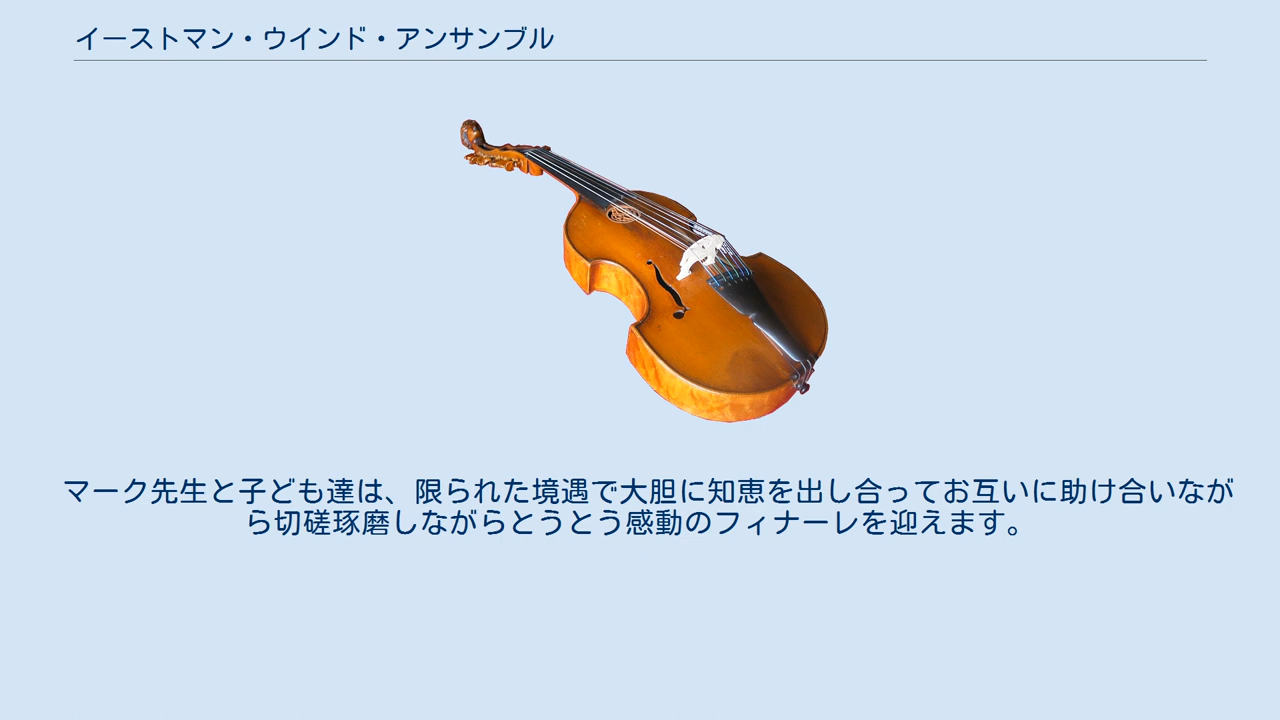 イーストマン・ウインド・アンサンブル
マーク先生と子ども達は、限られた境遇で大胆に知恵を出し合ってお互いに助け合いなが
ら切磋琢磨しながらとうとう感動のフィナーレを迎えます。